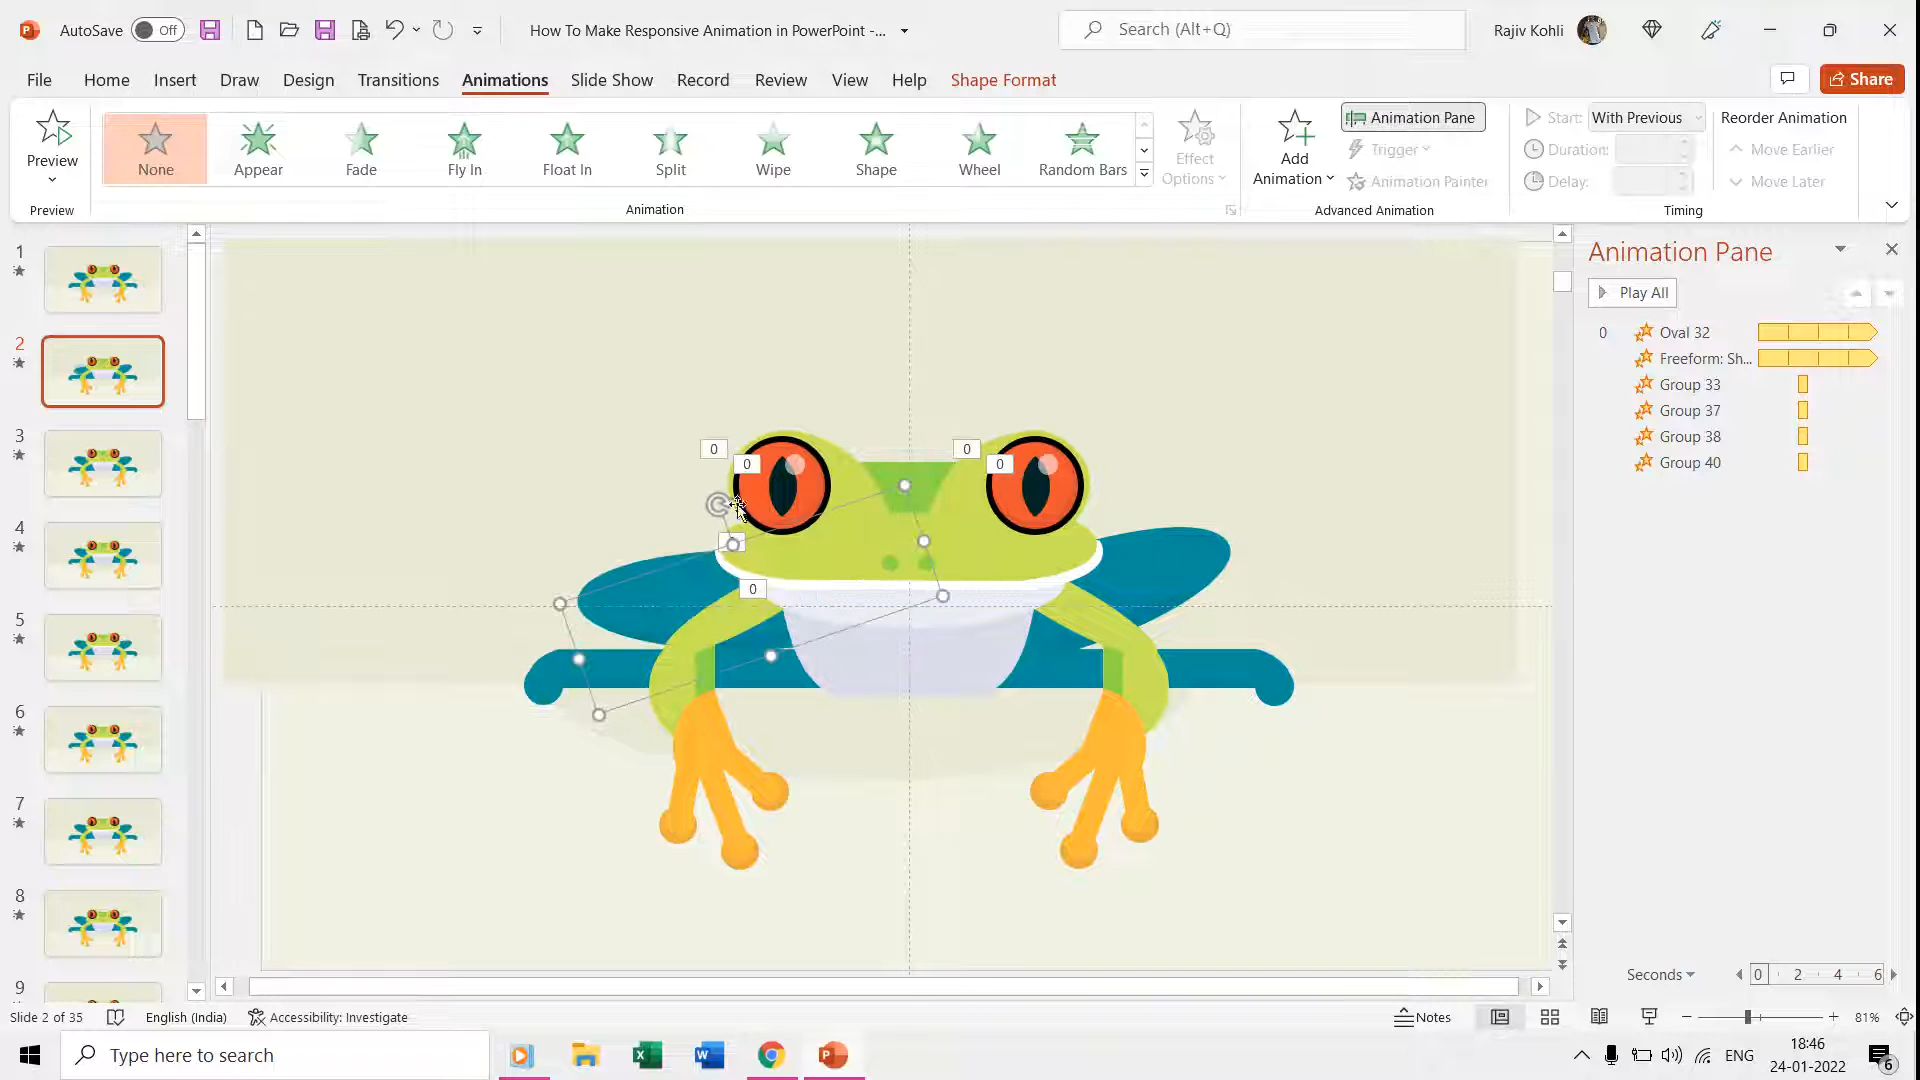 AutoSave Off How To Make Responsive Animation in PowerPoint -... Search (Alt+Q) Rajiv Kohli
File Home Insert Draw Design Transitions Animations Slide Show Record Review View Help Shape Format Share
Preview
None Appear Fade Fly In Float In Split Wipe Shape Wheel Random Bars
Effect Options
Add Animation
Animation Pane
Trigger
Animation Painter
Start: With Previous
Duration:
Delay:
Reorder Animation
Move Earlier
Move Later
Preview Animation Advanced Animation Timing
1
2
3
4
5
6
7
8
9
0 0 0 0
0
Animation Pane
Play All
0 Oval 32
Freeform: Sh...
Group 33
Group 37
Group 38
Group 40
Seconds 0 2 4 6
Slide 2 of 35 English (India) Accessibility: Investigate Notes 81%
Type here to search
ENG
18:46
24-01-2022
6